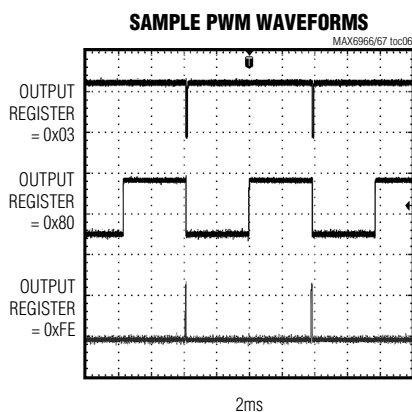 SAMPLE PWM WAVEFORMS
MAX6966/67 toc06
T
OUTPUT
REGISTER
= 0x03
OUTPUT
REGISTER
= 0x80
OUTPUT
REGISTER
= 0xFE
2ms